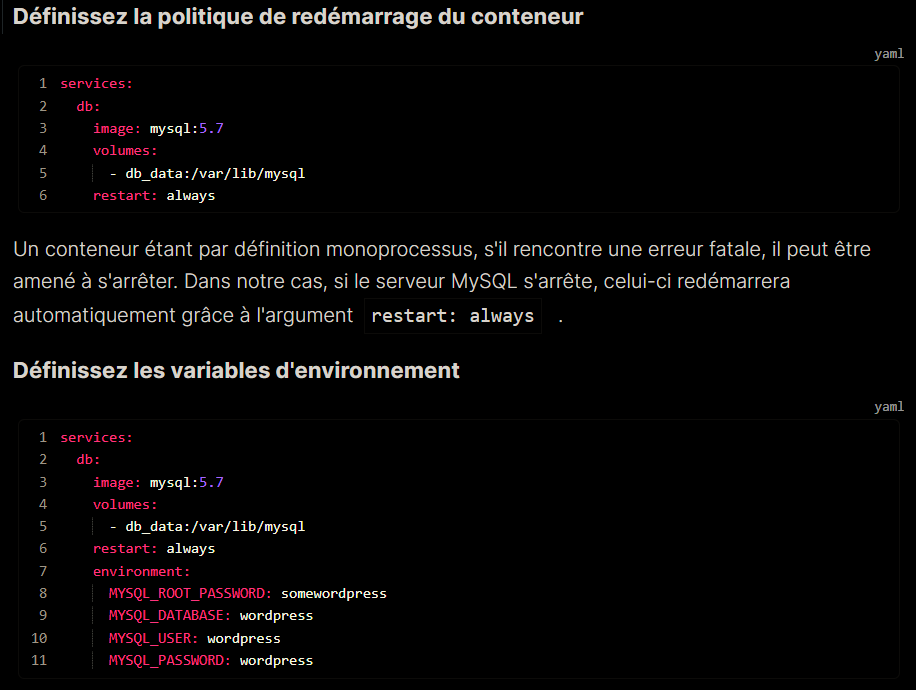 Définissez la politique de redémarrage du conteneur
yaml
1 services:
2   db:
3     image: mysql:5.7
4     volumes:
5       - db_data:/var/lib/mysql
6     restart: always
Un conteneur étant par définition monoprocessus, s'il rencontre une erreur fatale, il peut être
amené à s'arrêter. Dans notre cas, si le serveur MySQL s'arrête, celui-ci redémarrera
automatiquement grâce à l'argument restart: always .
Définissez les variables d'environnement
yaml
1 services:
2   db:
3     image: mysql:5.7
4     volumes:
5       - db_data:/var/lib/mysql
6     restart: always
7     environment:
8       MYSQL_ROOT_PASSWORD: somewordpress
9       MYSQL_DATABASE: wordpress
10       MYSQL_USER: wordpress
11       MYSQL_PASSWORD: wordpress